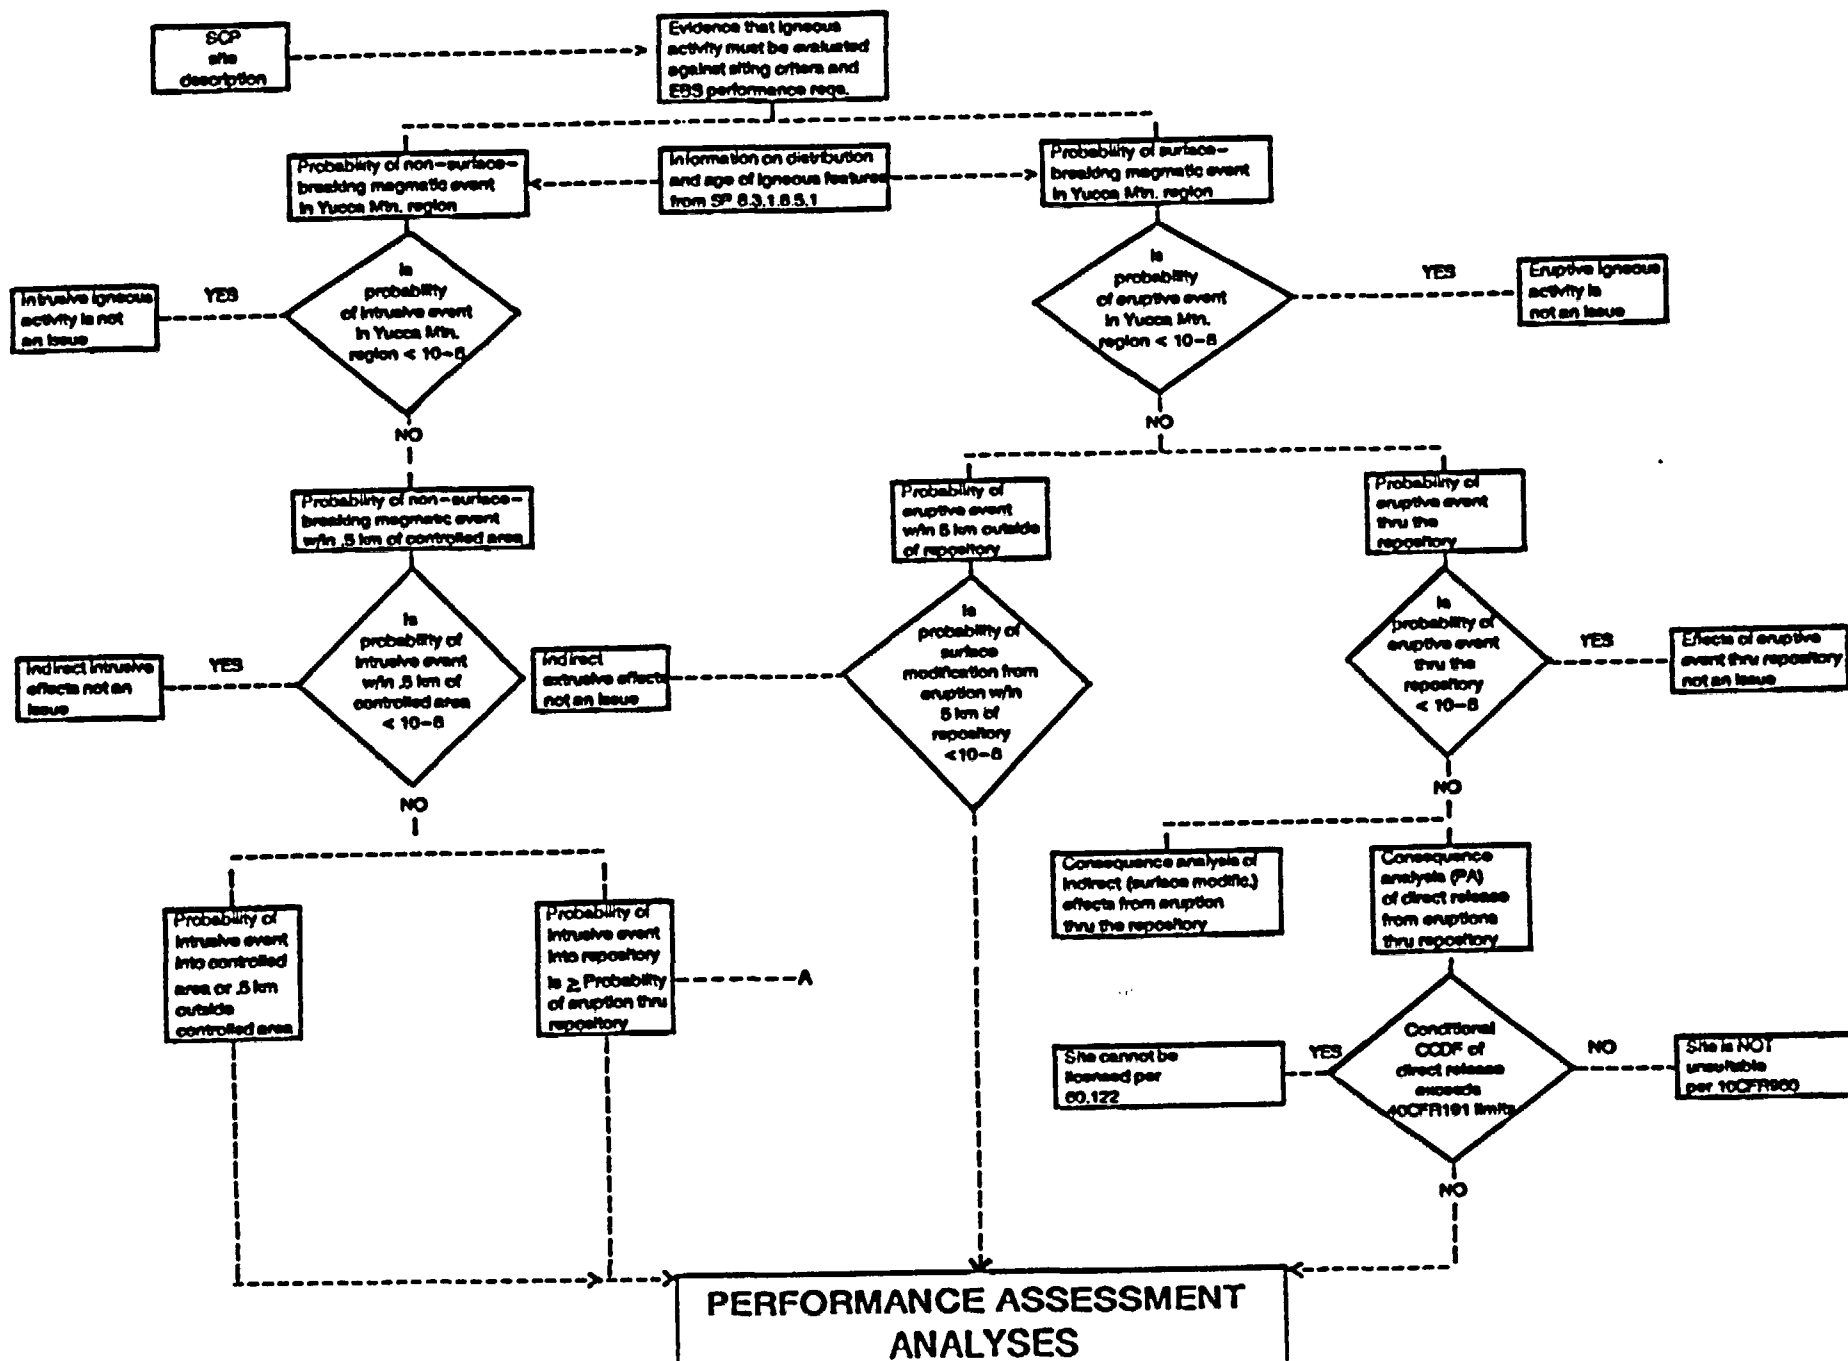 SCP
site
description
Evidence that igneous
activity must be evaluated
against siting criteria and
EBS performance reqs.
Probability of non-surface-
breaking magmatic event
in Yucca Mtn. region
Information on distribution
and age of igneous features
from SP 8.3.1.8.5.1
Probability of surface-
breaking magmatic event
in Yucca Mtn. region
Intrusive igneous
activity is not
an issue
YES
Is
probability
of intrusive event
in Yucca Mtn.
region < 10-8
NO
Is
probability
of eruptive event
in Yucca Mtn.
region < 10-8
YES
Eruptive igneous
activity is
not an issue
NO
Probability of non-surface-
breaking magmatic event
w/in .5 km of controlled area
Probability of
eruptive event
w/in 5 km outside
of repository
Probability of
eruptive event
thru the
repository
Indirect intrusive
effects not an
issue
YES
Is
probability of
intrusive event
w/in .5 km of
controlled area
< 10-8
NO
Indirect
extrusive effects
not an issue
Is
probability of
surface
modification from
eruption w/in
5 km of
repository
<10-8
Is
probability of
eruptive event
thru the
repository
< 10-8
YES
Effects of eruptive
event thru repository
not an issue
NO
Probability of
intrusive event
into controlled
area or .5 km
outside
controlled area
Probability of
intrusive event
into repository
is ≥ Probability
of eruption thru
repository
A
Consequence analysis of
indirect (surface modific.)
effects from eruption
thru the repository
Consequence
analysis (PA)
of direct release
from eruptions
thru repository
Site cannot be
licensed per
60.122
YES
Conditional
CCDF of
direct release
exceeds
40CFR191 limits
NO
Site is NOT
unsuitable
per 10CFR960
NO
PERFORMANCE ASSESSMENT
ANALYSES